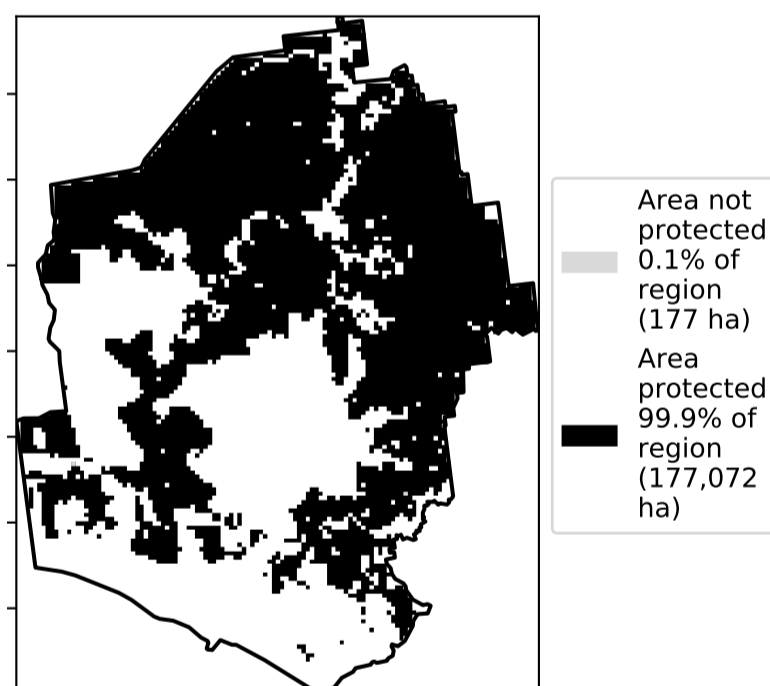 Area not
protected
0.1% of
region
(177 ha)
Area
protected
99.9% of
region
(177,072
ha)